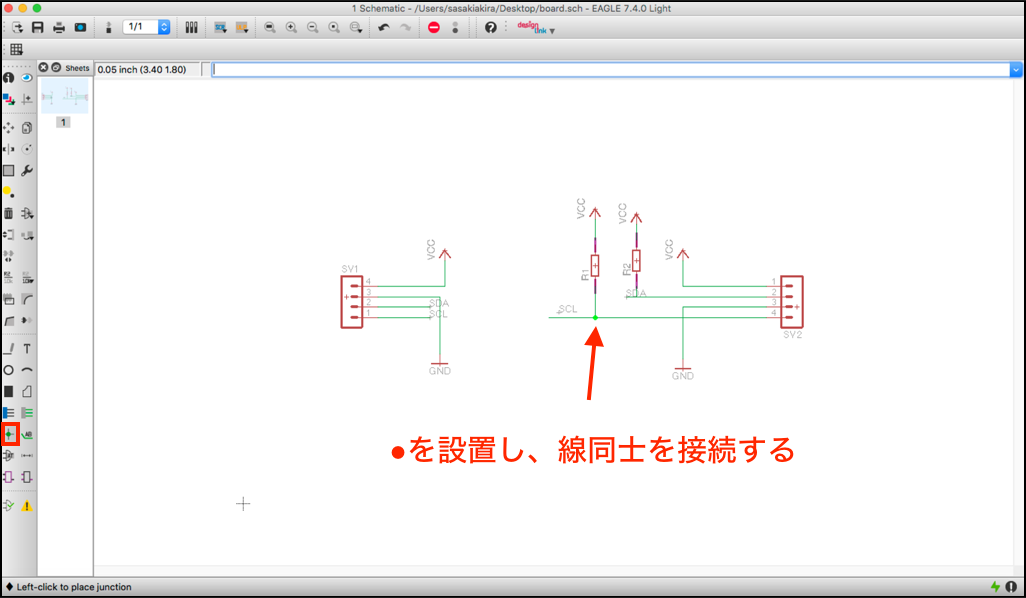 1 Schematic - /Users/sasakiakira/Desktop/board.sch - EAGLE 7.4.0 Light
1/1
design
link
Sheets
0.05 inch (3.40 1.80)
1
VCC
VCC
VCC
VCC
SV1
4
3
2
1
SDA
SCL
GND
R1
R2
SDA
SCL
1
2
3
4
SV2
GND
●を設置し、線同士を接続する
Left-click to place junction